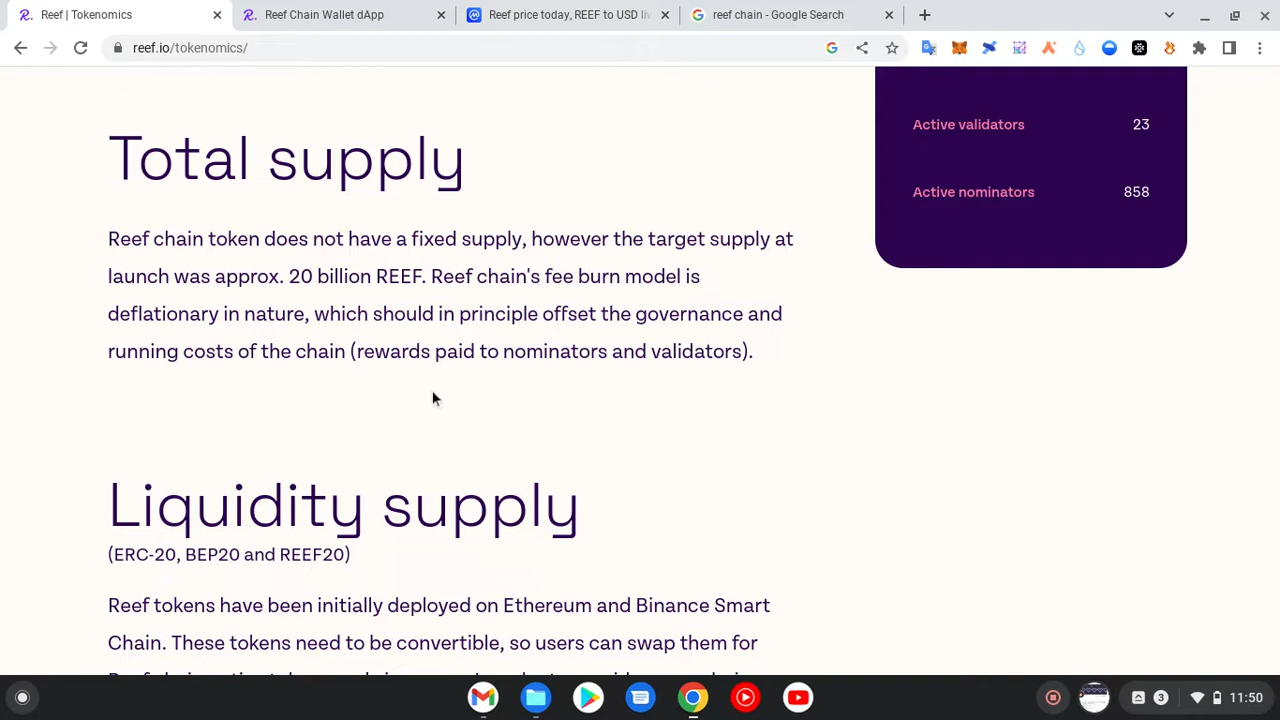 Reef | Tokenomics
Reef Chain Wallet dApp
Reef price today, REEF to USD liv
reef chain - Google Search
reef.io/tokenomics/
Active validators 23
Active nominators 858
Total supply
Reef chain token does not have a fixed supply, however the target supply at
launch was approx. 20 billion REEF. Reef chain's fee burn model is
deflationary in nature, which should in principle offset the governance and
running costs of the chain (rewards paid to nominators and validators).
Liquidity supply
(ERC-20, BEP20 and REEF20)
Reef tokens have been initially deployed on Ethereum and Binance Smart
Chain. These tokens need to be convertible, so users can swap them for
3
11:50